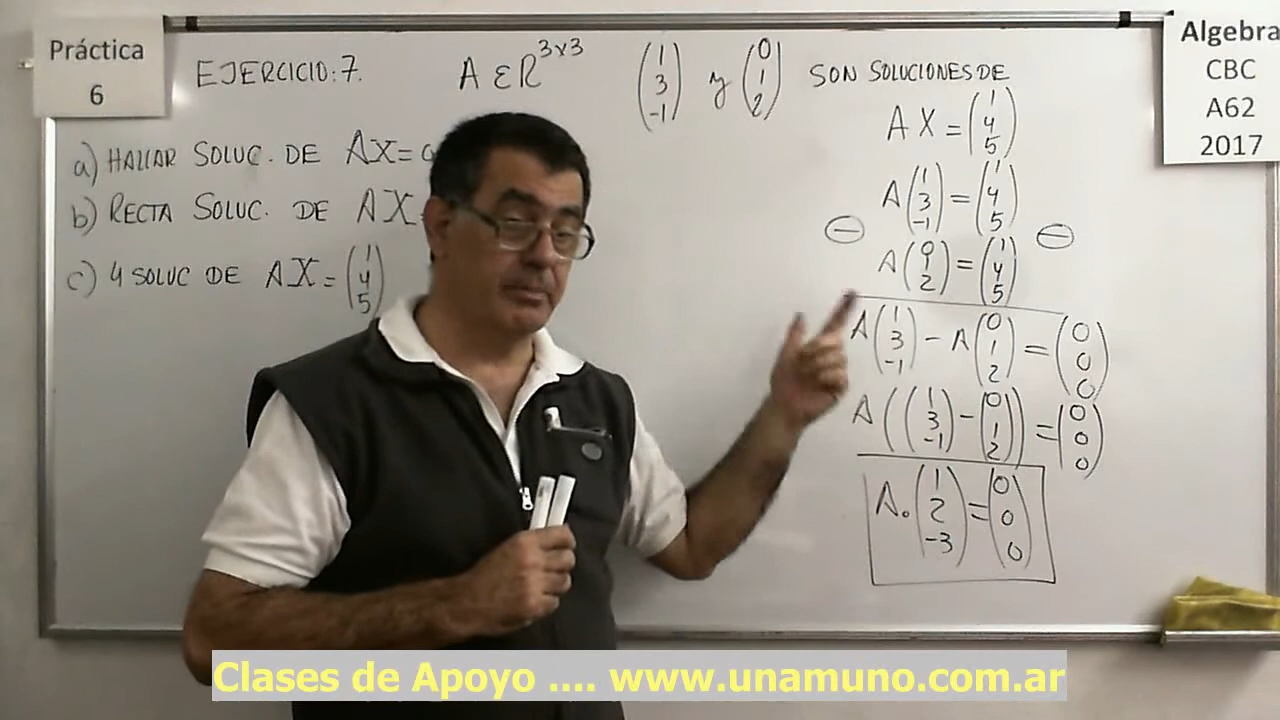 Práctica
6
EJERCICIO: 7.
A ∈ R^{3x3} (1 3 -1) y (0 1 2) SON SOLUCIONES DE
AX = (1 4 5)
Algebra
CBC
A62
2017
a) HALLAR SOLUC. DE AX=
b) RECTA SOLUC. DE AX
c) 4 SOLUC DE AX = (1 4 5)
A (1 3 -1) = (1 4 5)
⊖ ⊖
A (0 1 2) = (1 4 5)
A (1 3 -1) - A (0 1 2) = (0 0 0)
A ((1 3 -1) - (0 1 2)) = (0 0 0)
A. (1 2 -3) = (0 0 0)
Clases de Apoyo .... www.unamuno.com.ar